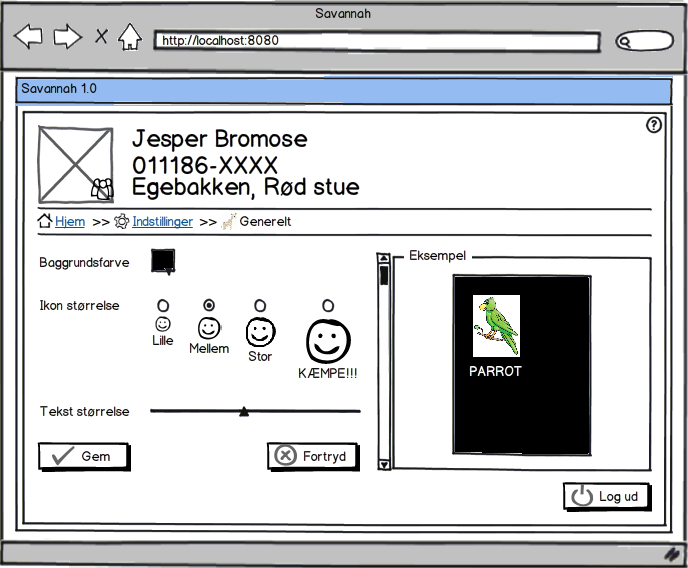 Savannah
http://localhost:8080
Savannah 1.0
Jesper Bromose
011186-XXXX
Egebakken, Rød stue
Hjem >> Indstillinger >> Generelt
Baggrundsfarve
Ikon størrelse
Lille
Mellem
Stor
KÆMPE!!!
Tekst størrelse
Gem
Fortryd
Eksempel
PARROT
Log ud